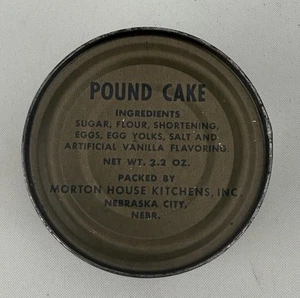 POUND CAKE
INGREDIENTS
SUGAR, FLOUR, SHORTENING,
EGGS, EGG YOLKS, SALT AND
ARTIFICIAL VANILLA FLAVORING.
NET WT. 3.2 OZ.
PACKED BY
MORTON HOUSE KITCHENS, INC.
NEBRASKA CITY,
NEBR.